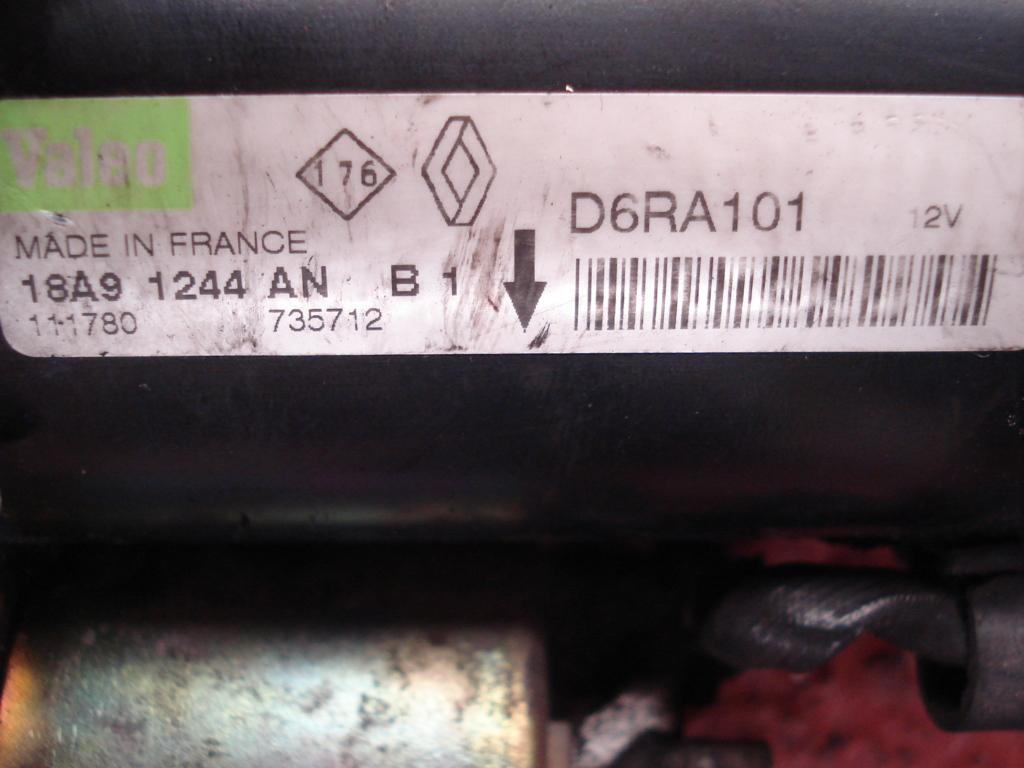 Valeo
176
D6RA101 12V
MADE IN FRANCE
18A9 1244 AN B 1
111780 735712